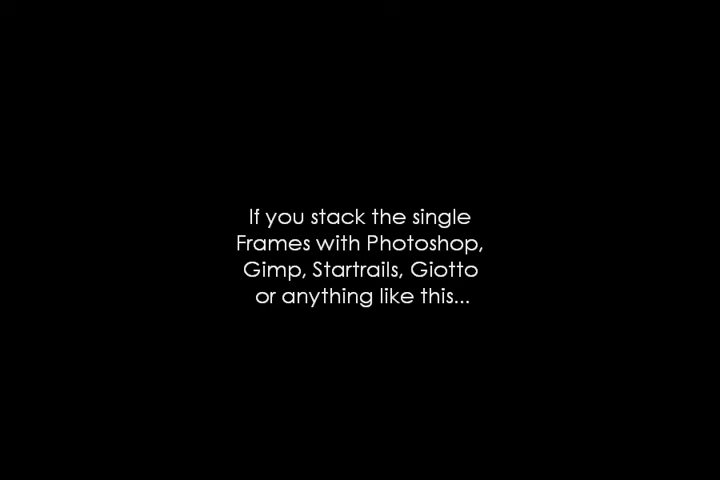 If you stack the single
Frames with Photoshop,
Gimp, Startrails, Giotto
or anything like this...